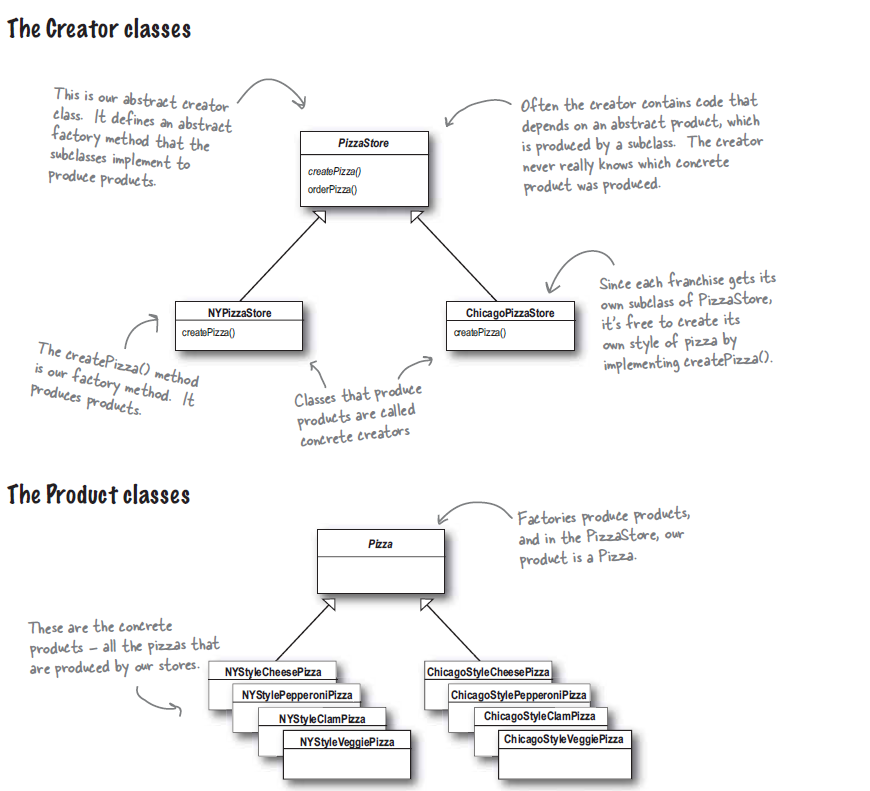 The Creator classes
This is our abstract creator
class. It defines an abstract
factory method that the
subclasses implement to
produce products.
Often the creator contains code that
depends on an abstract product, which
is produced by a subclass. The creator
never really knows which concrete
product was produced.
PizzaStore
createPizza()
orderPizza()
NYPizzaStore
createPizza()
ChicagoPizzaStore
createPizza()
Since each franchise gets its
own subclass of PizzaStore,
it's free to create its
own style of pizza by
implementing createPizza().
The createPizza() method
is our factory method. It
produces products.
Classes that produce
products are called
concrete creators
The Product classes
Pizza
Factories produce products,
and in the PizzaStore, our
product is a Pizza.
These are the concrete
products – all the pizzas that
are produced by our stores.
NYStyleCheesePizza
NYStylePepperoniPizza
NYStyleClamPizza
NYStyleVeggiePizza
ChicagoStyleCheesePizza
ChicagoStylePepperoniPizza
ChicagoStyleClamPizza
ChicagoStyleVeggiePizza